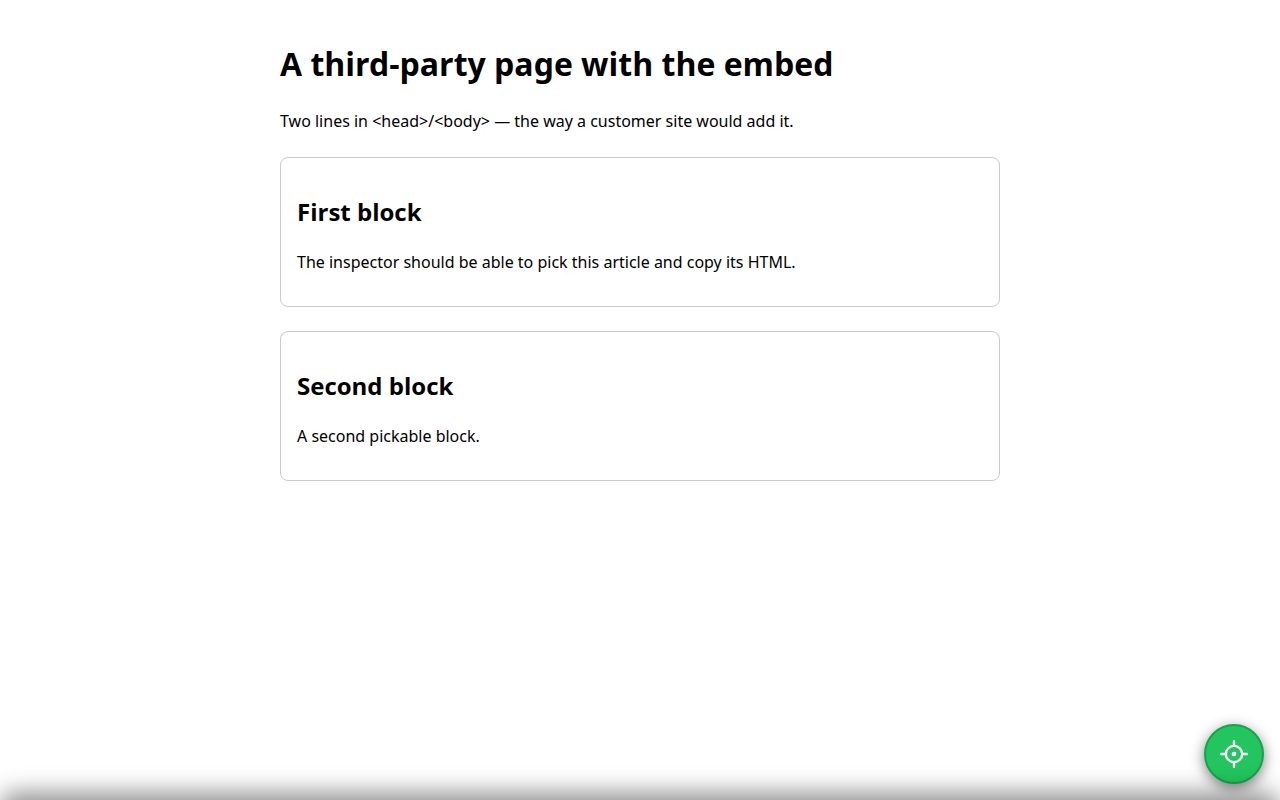 A third-party page with the embed
Two lines in <head>/<body> — the way a customer site would add it.
First block
The inspector should be able to pick this article and copy its HTML.
Second block
A second pickable block.